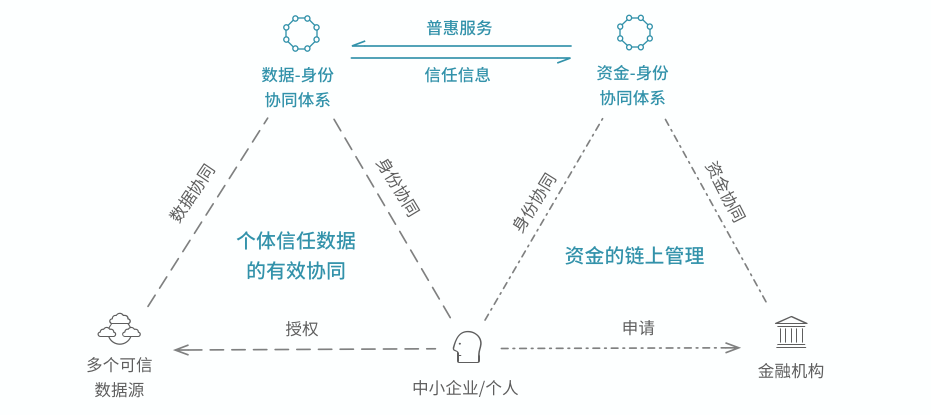 普惠服务
信任信息
数据-身份
协同体系
资金-身份
协同体系
数据协同
身份协同
身份协同
资金协同
个体信任数据
的有效协同
资金的链上管理
授权
申请
多个可信
数据源
中小企业/个人
金融机构